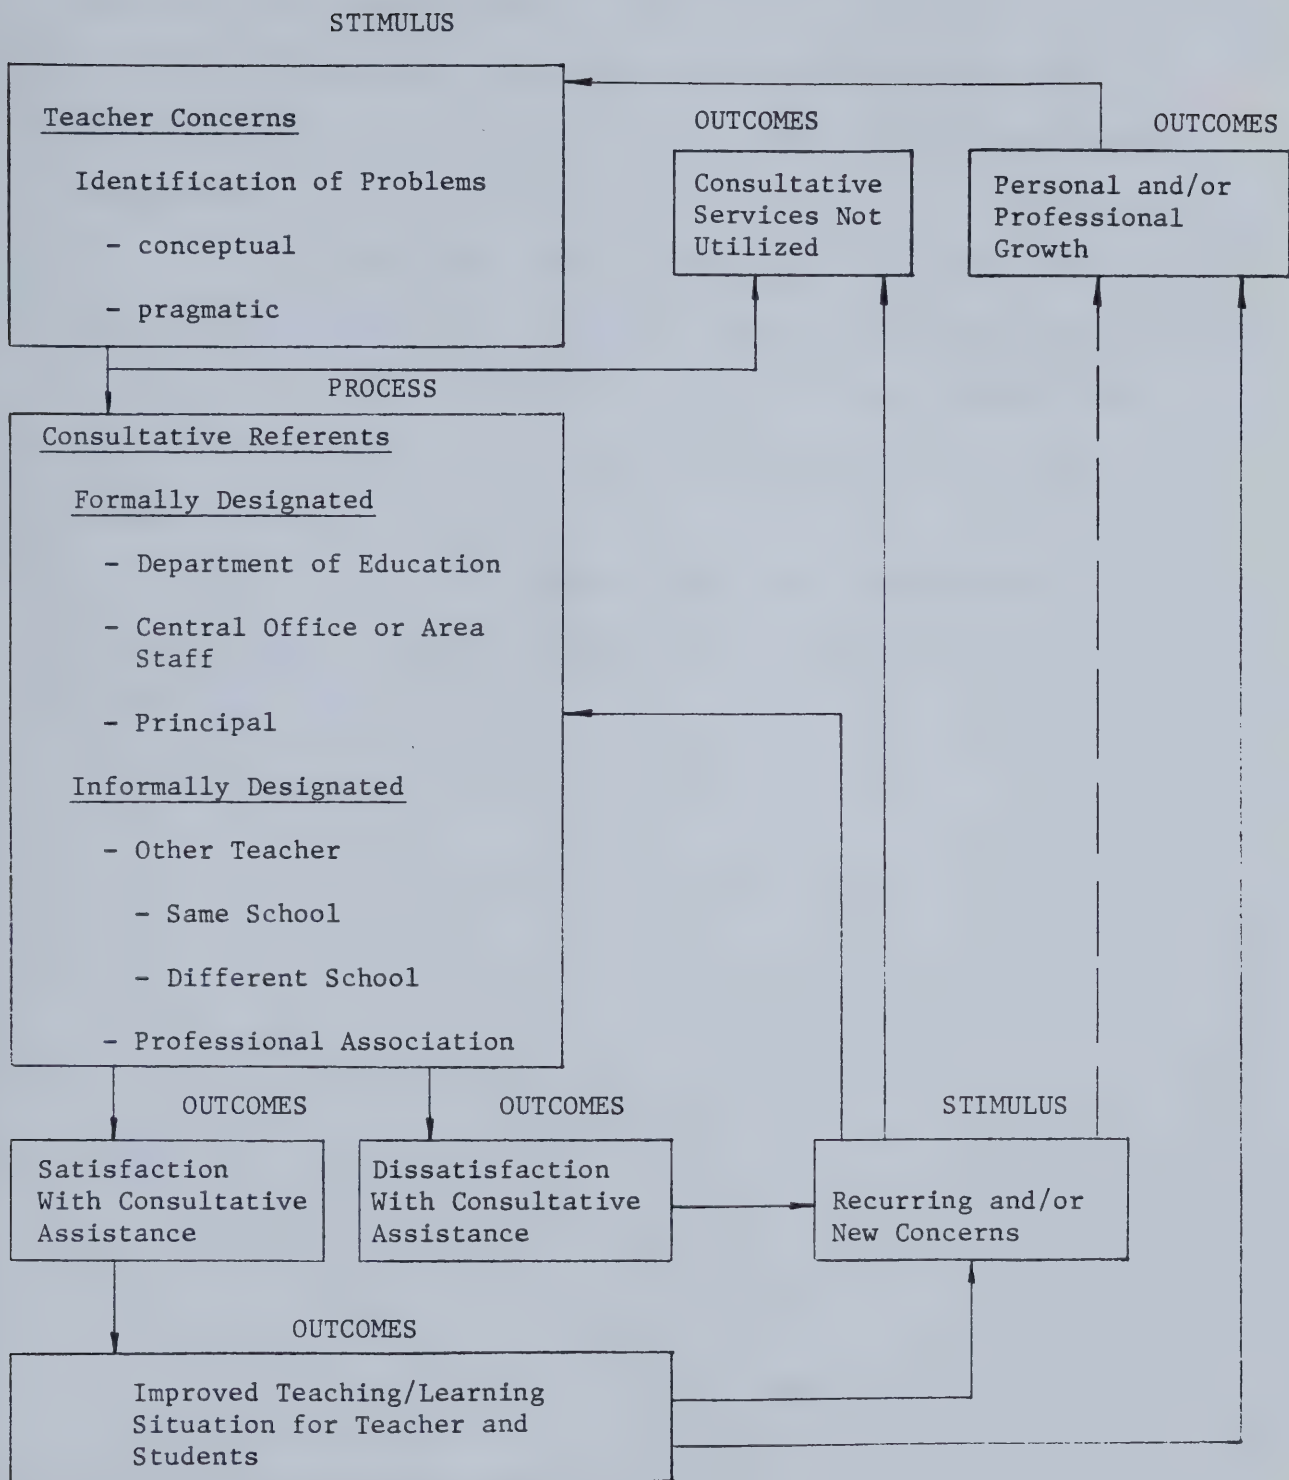 STIMULUS
Teacher Concerns
Identification of Problems
- conceptual
- pragmatic
OUTCOMES
Consultative
Services Not
Utilized
OUTCOMES
Personal and/or
Professional
Growth
PROCESS
Consultative Referents
Formally Designated
- Department of Education
- Central Office or Area
Staff
- Principal
Informally Designated
- Other Teacher
- Same School
- Different School
- Professional Association
OUTCOMES
Satisfaction
With Consultative
Assistance
OUTCOMES
Dissatisfaction
With Consultative
Assistance
STIMULUS
Recurring and/or
New Concerns
OUTCOMES
Improved Teaching/Learning
Situation for Teacher and
Students